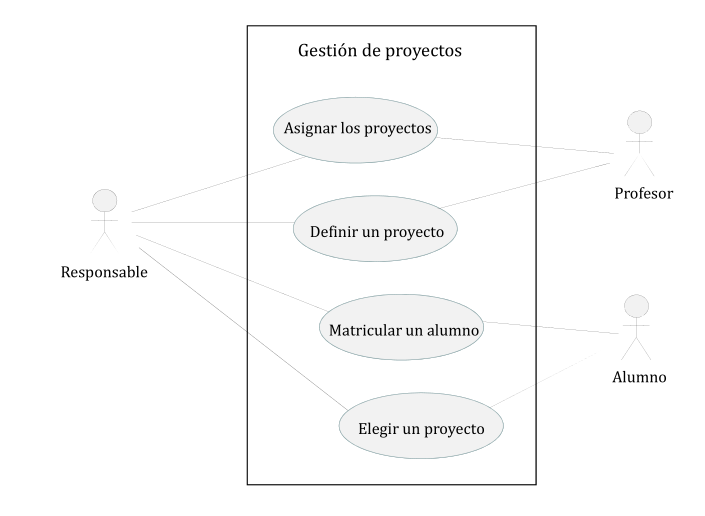 Gestión de proyectos
Asignar los proyectos
Profesor
Definir un proyecto
Responsable
Matricular un alumno
Alumno
Elegir un proyecto